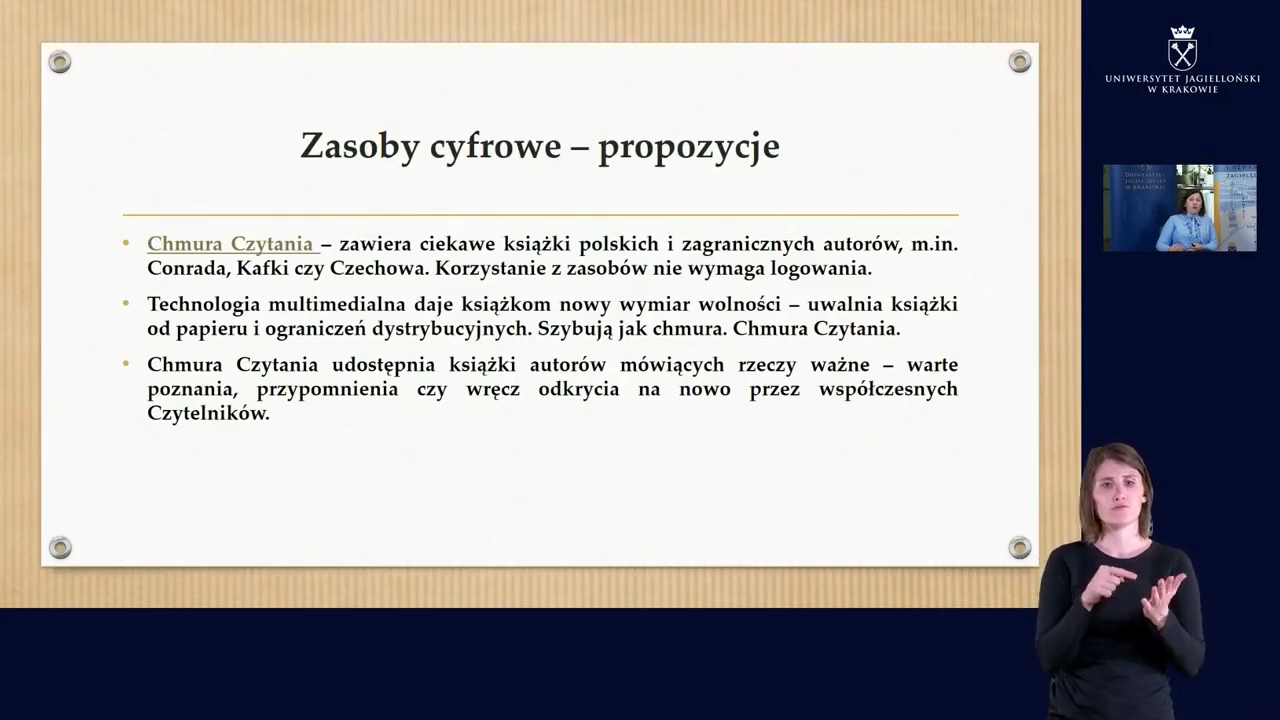 Zasoby cyfrowe – propozycje
Chmura Czytania – zawiera ciekawe książki polskich i zagranicznych autorów, m.in.
Conrada, Kafki czy Czechowa. Korzystanie z zasobów nie wymaga logowania.
Technologia multimedialna daje książkom nowy wymiar wolności – uwalnia książki
od papieru i ograniczeń dystrybucyjnych. Szybują jak chmura. Chmura Czytania.
Chmura Czytania udostępnia książki autorów mówiących rzeczy ważne – warte
poznania, przypomnienia czy wręcz odkrycia na nowo przez współczesnych
Czytelników.
UNIWERSYTET JAGIELLOŃSKI
W KRAKOWIE
UNIWERSYTET
JAGIELLOŃSKI
W KRAKOWIE